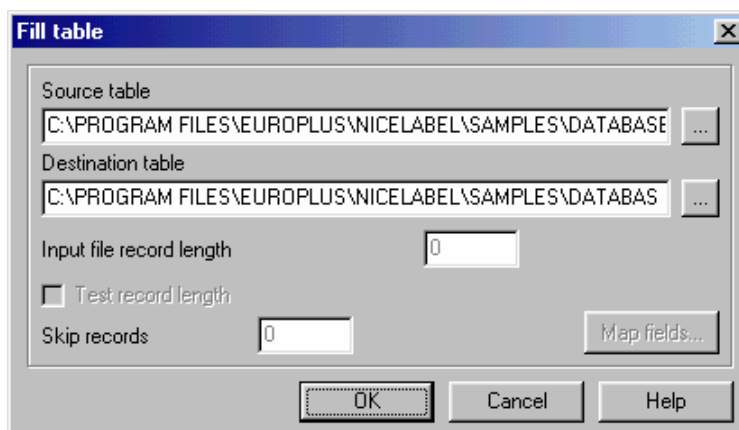 Fill table
Source table
C:\PROGRAM FILES\EUROPLUS\NICELABEL\SAMPLES\DATABASE
...
Destination table
C:\PROGRAM FILES\EUROPLUS\NICELABEL\SAMPLES\DATABAS
...
Input file record length
0
Test record length
Skip records
0
Map fields...
OK
Cancel
Help